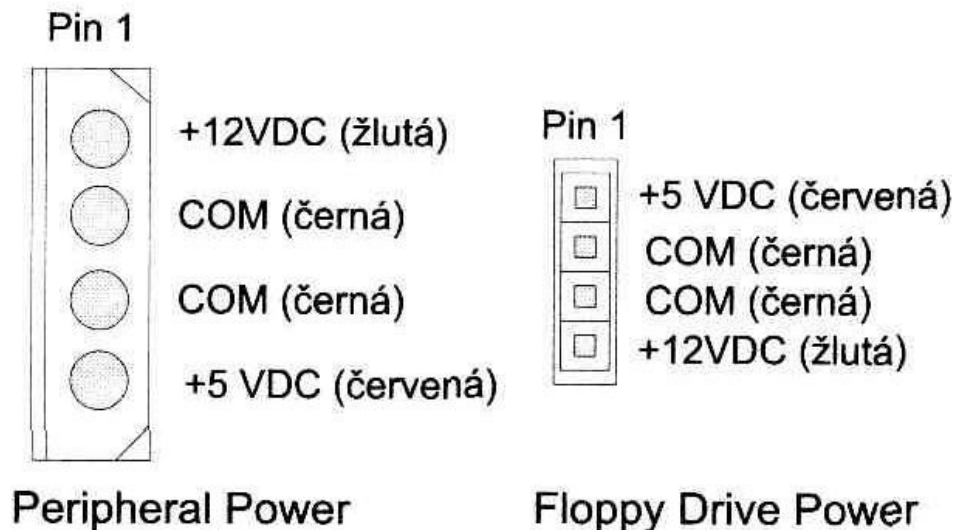 Pin 1
+12VDC (žlutá)
COM (černá)
COM (černá)
+5 VDC (červená)
Peripheral Power
Pin 1
+5 VDC (červená)
COM (černá)
COM (černá)
+12VDC (žlutá)
Floppy Drive Power